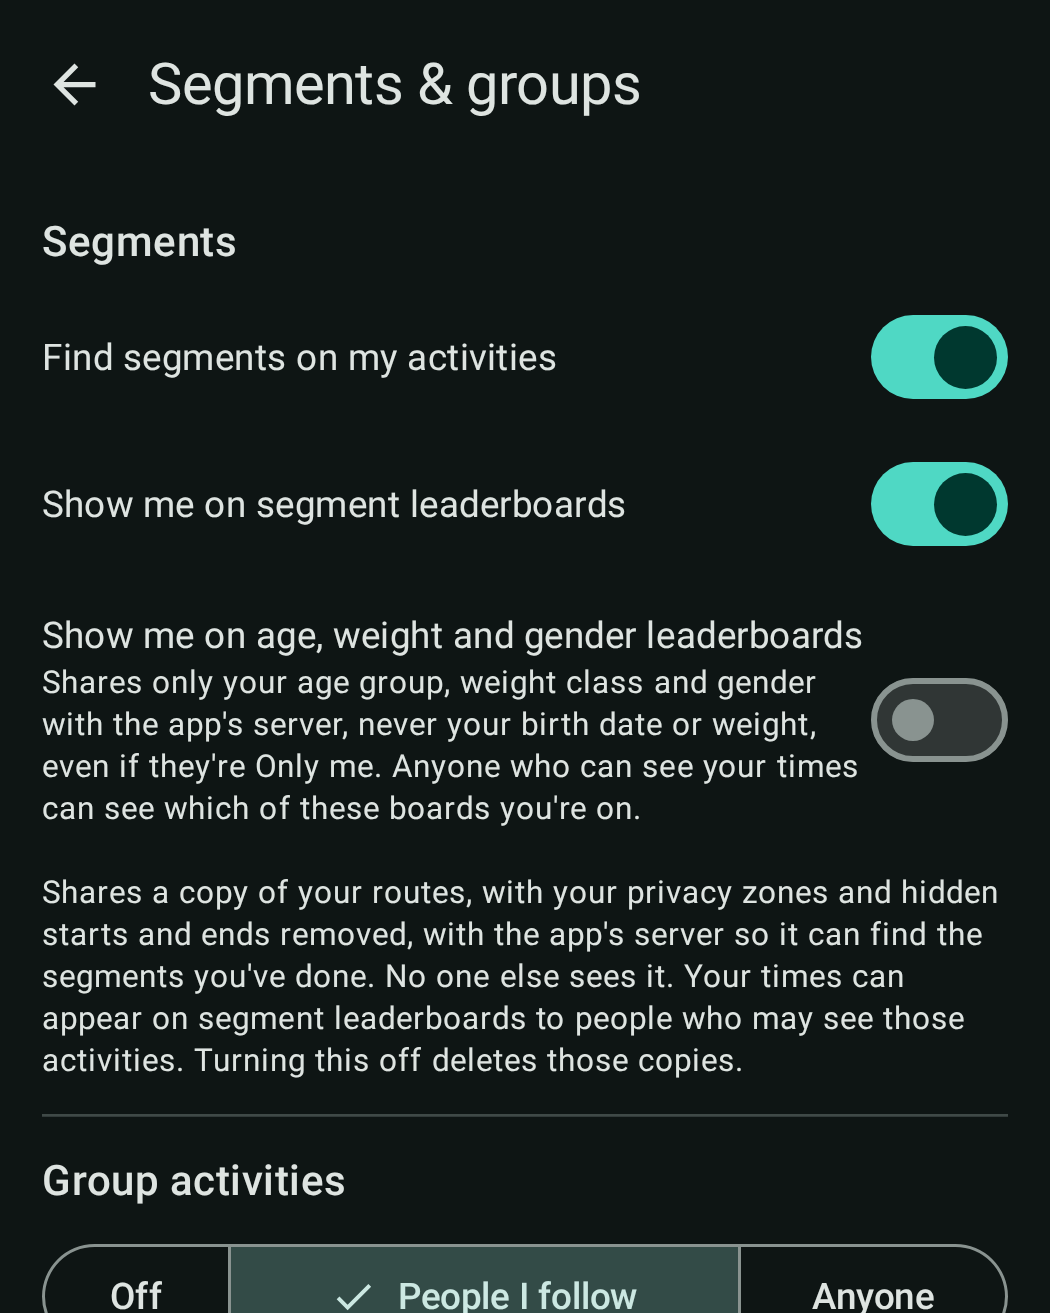 Segments & groups
Segments
Find segments on my activities
Show me on segment leaderboards
Show me on age, weight and gender leaderboards
Shares only your age group, weight class and gender
with the app's server, never your birth date or weight,
even if they're Only me. Anyone who can see your times
can see which of these boards you're on.
Shares a copy of your routes, with your privacy zones and hidden
starts and ends removed, with the app's server so it can find the
segments you've done. No one else sees it. Your times can
appear on segment leaderboards to people who may see those
activities. Turning this off deletes those copies.
Group activities
Off People I follow Anyone